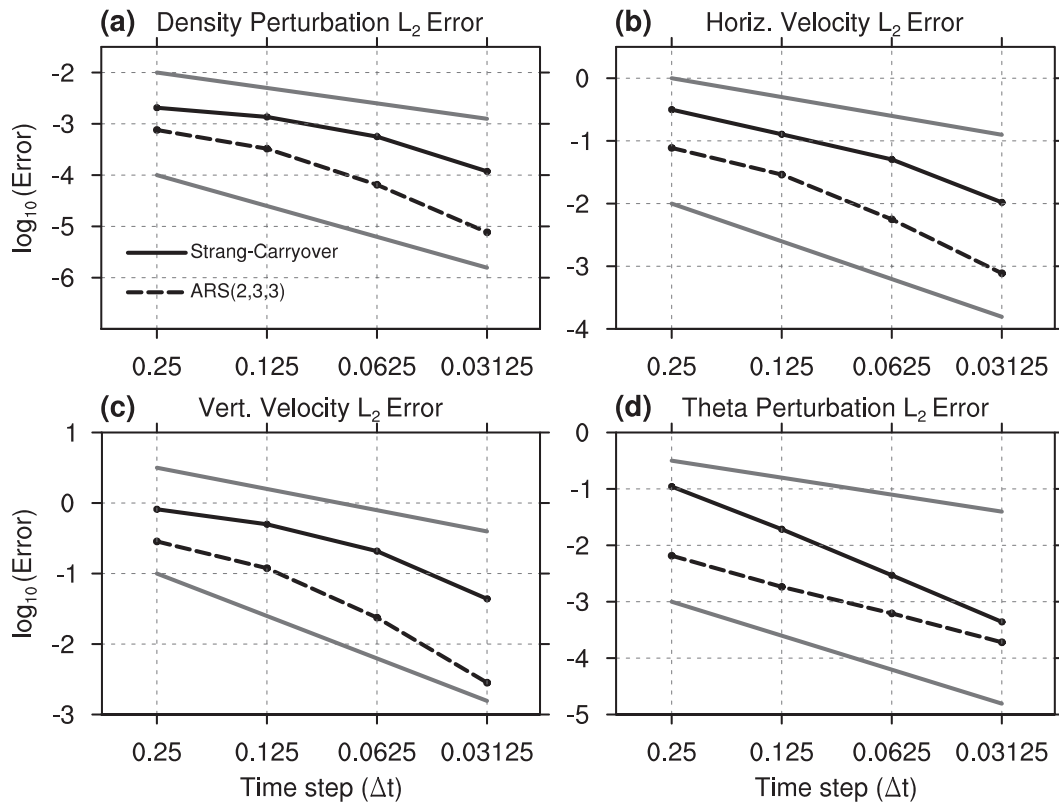 (a) Density Perturbation L2 Error
-2
-3
-4
-5
-6
log10(Error)
Strang-Carryover
ARS(2,3,3)
0.25 0.125 0.0625 0.03125
(b) Horiz. Velocity L2 Error
0
-1
-2
-3
-4
0.25 0.125 0.0625 0.03125
(c) Vert. Velocity L2 Error
1
0
-1
-2
-3
log10(Error)
0.25 0.125 0.0625 0.03125
Time step (Δt)
(d) Theta Perturbation L2 Error
0
-1
-2
-3
-4
-5
0.25 0.125 0.0625 0.03125
Time step (Δt)